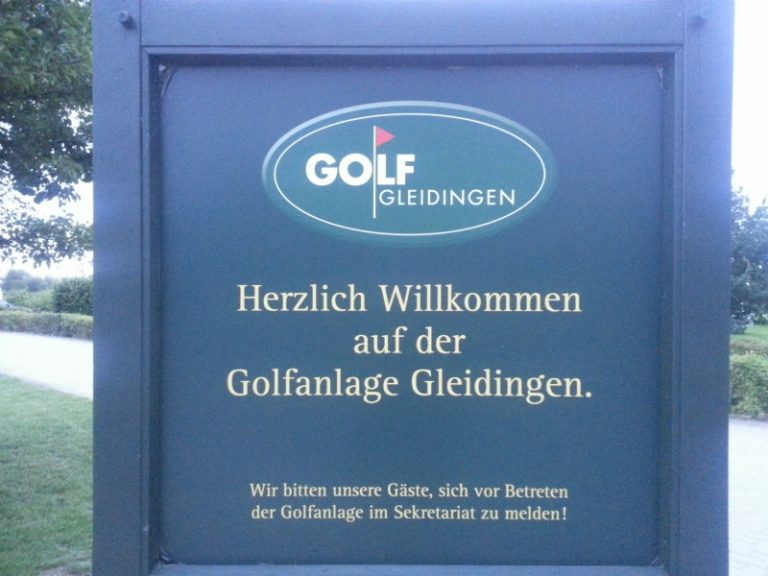 GOLF
GLEIDINGEN
Herzlich Willkommen
auf der
Golfanlage Gleidingen.
Wir bitten unsere Gäste, sich vor Betreten
der Golfanlage im Sekretariat zu melden!